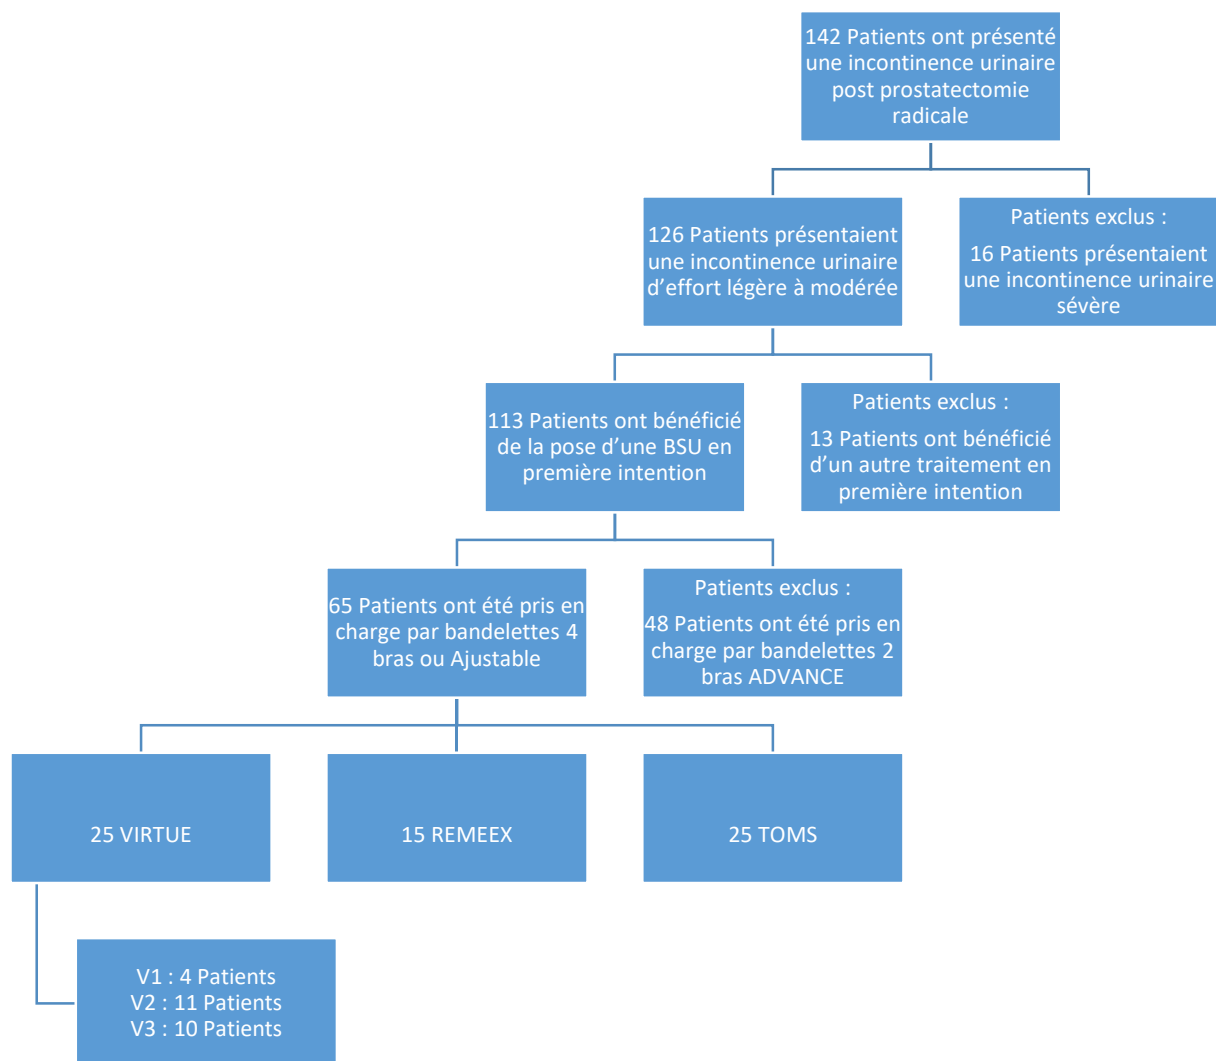 142 Patients ont présenté
une incontinence urinaire
post prostatectomie
radicale
126 Patients présentaient
une incontinence urinaire
d’effort légère à modérée
Patients exclus :
16 Patients présentaient
une incontinence urinaire
sévère
113 Patients ont bénéficié
de la pose d’une BSU en
première intention
Patients exclus :
13 Patients ont bénéficié
d’un autre traitement en
première intention
65 Patients ont été pris en
charge par bandelettes 4
bras ou Ajustable
Patients exclus :
48 Patients ont été pris en
charge par bandelettes 2
bras ADVANCE
25 VIRTUE
15 REMEEX
25 TOMS
V1 : 4 Patients
V2 : 11 Patients
V3 : 10 Patients